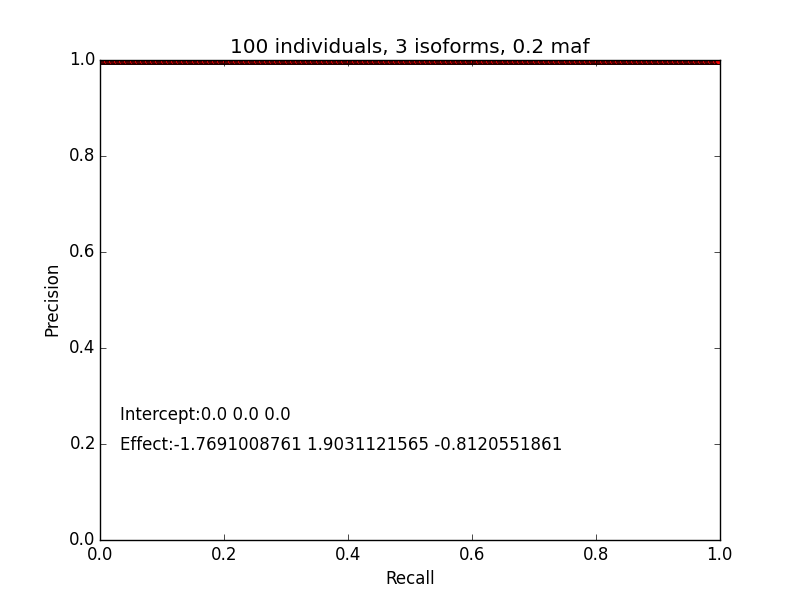 100 individuals, 3 isoforms, 0.2 maf
1.0
0.8
0.6
0.4
0.2
0.0
Precision
Intercept:0.0 0.0 0.0
Effect:-1.7691008761 1.9031121565 -0.8120551861
0.0 0.2 0.4 0.6 0.8 1.0
Recall